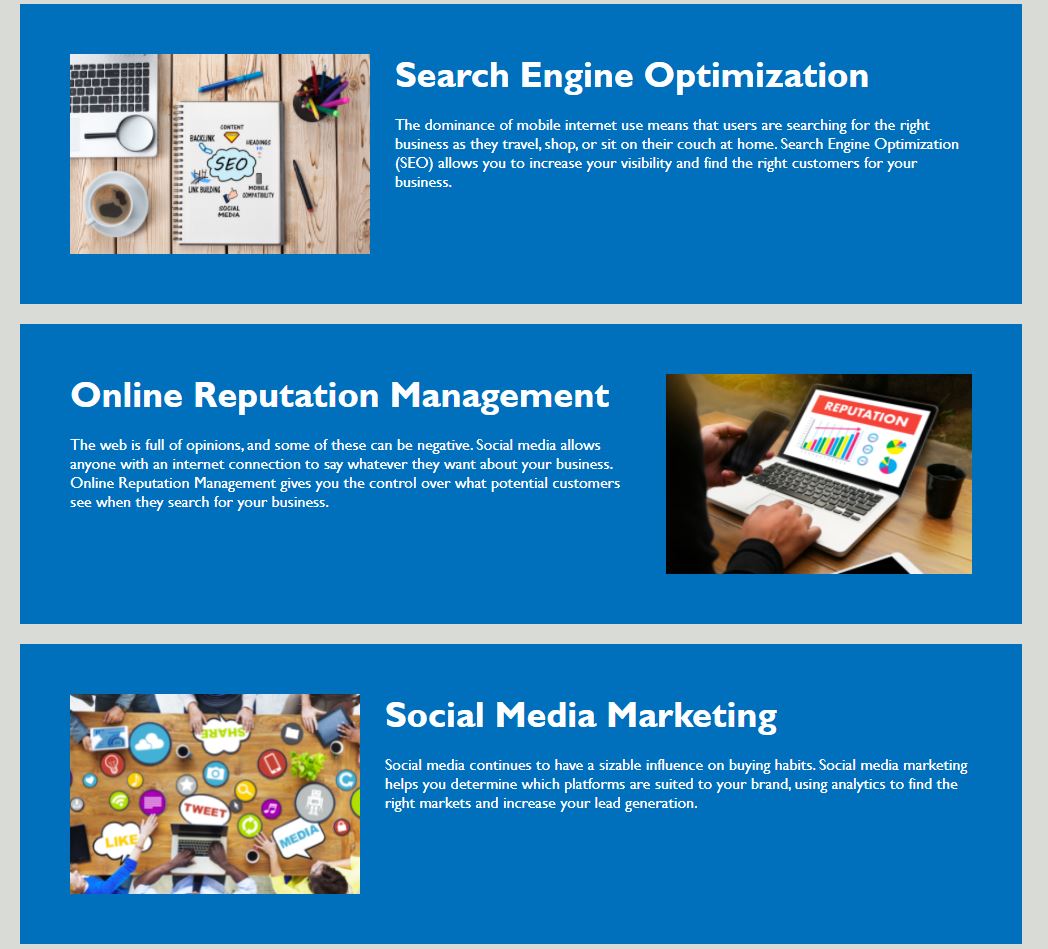 Search Engine Optimization
The dominance of mobile internet use means that users are searching for the right
business as they travel, shop, or sit on their couch at home. Search Engine Optimization
(SEO) allows you to increase your visibility and find the right customers for your
business.
CONTENT
BACKLINK
HEADINGS
SEO
LINK BUILDING
MOBILE
COMPATIBILITY
SOCIAL
MEDIA
Online Reputation Management
The web is full of opinions, and some of these can be negative. Social media allows
anyone with an internet connection to say whatever they want about your business.
Online Reputation Management gives you the control over what potential customers
see when they search for your business.
REPUTATION
Social Media Marketing
Social media continues to have a sizable influence on buying habits. Social media marketing
helps you determine which platforms are suited to your brand, using analytics to find the
right markets and increase your lead generation.
SHARE
TWEET
LIKE
MEDIA